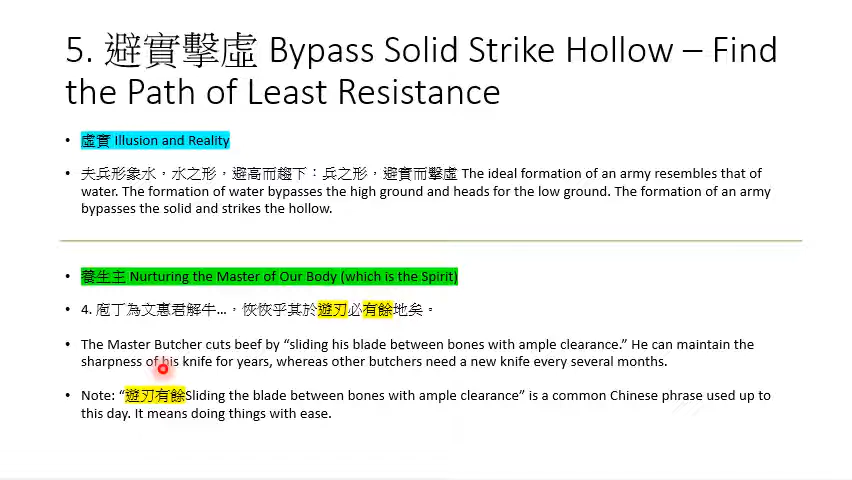 5. 避實擊虛 Bypass Solid Strike Hollow – Find
the Path of Least Resistance
• 虛實 Illusion and Reality
• 夫兵形象水，水之形，避高而趨下：兵之形，避實而擊虛 The ideal formation of an army resembles that of
water. The formation of water bypasses the high ground and heads for the low ground. The formation of an army
bypasses the solid and strikes the hollow.
• 養生主 Nurturing the Master of Our Body (which is the Spirit)
• 4. 庖丁為文惠君解牛…，恢恢乎其於遊刃必有餘地矣。
• The Master Butcher cuts beef by “sliding his blade between bones with ample clearance.” He can maintain the
sharpness of his knife for years, whereas other butchers need a new knife every several months.
• Note: “遊刃有餘Sliding the blade between bones with ample clearance” is a common Chinese phrase used up to
this day. It means doing things with ease.